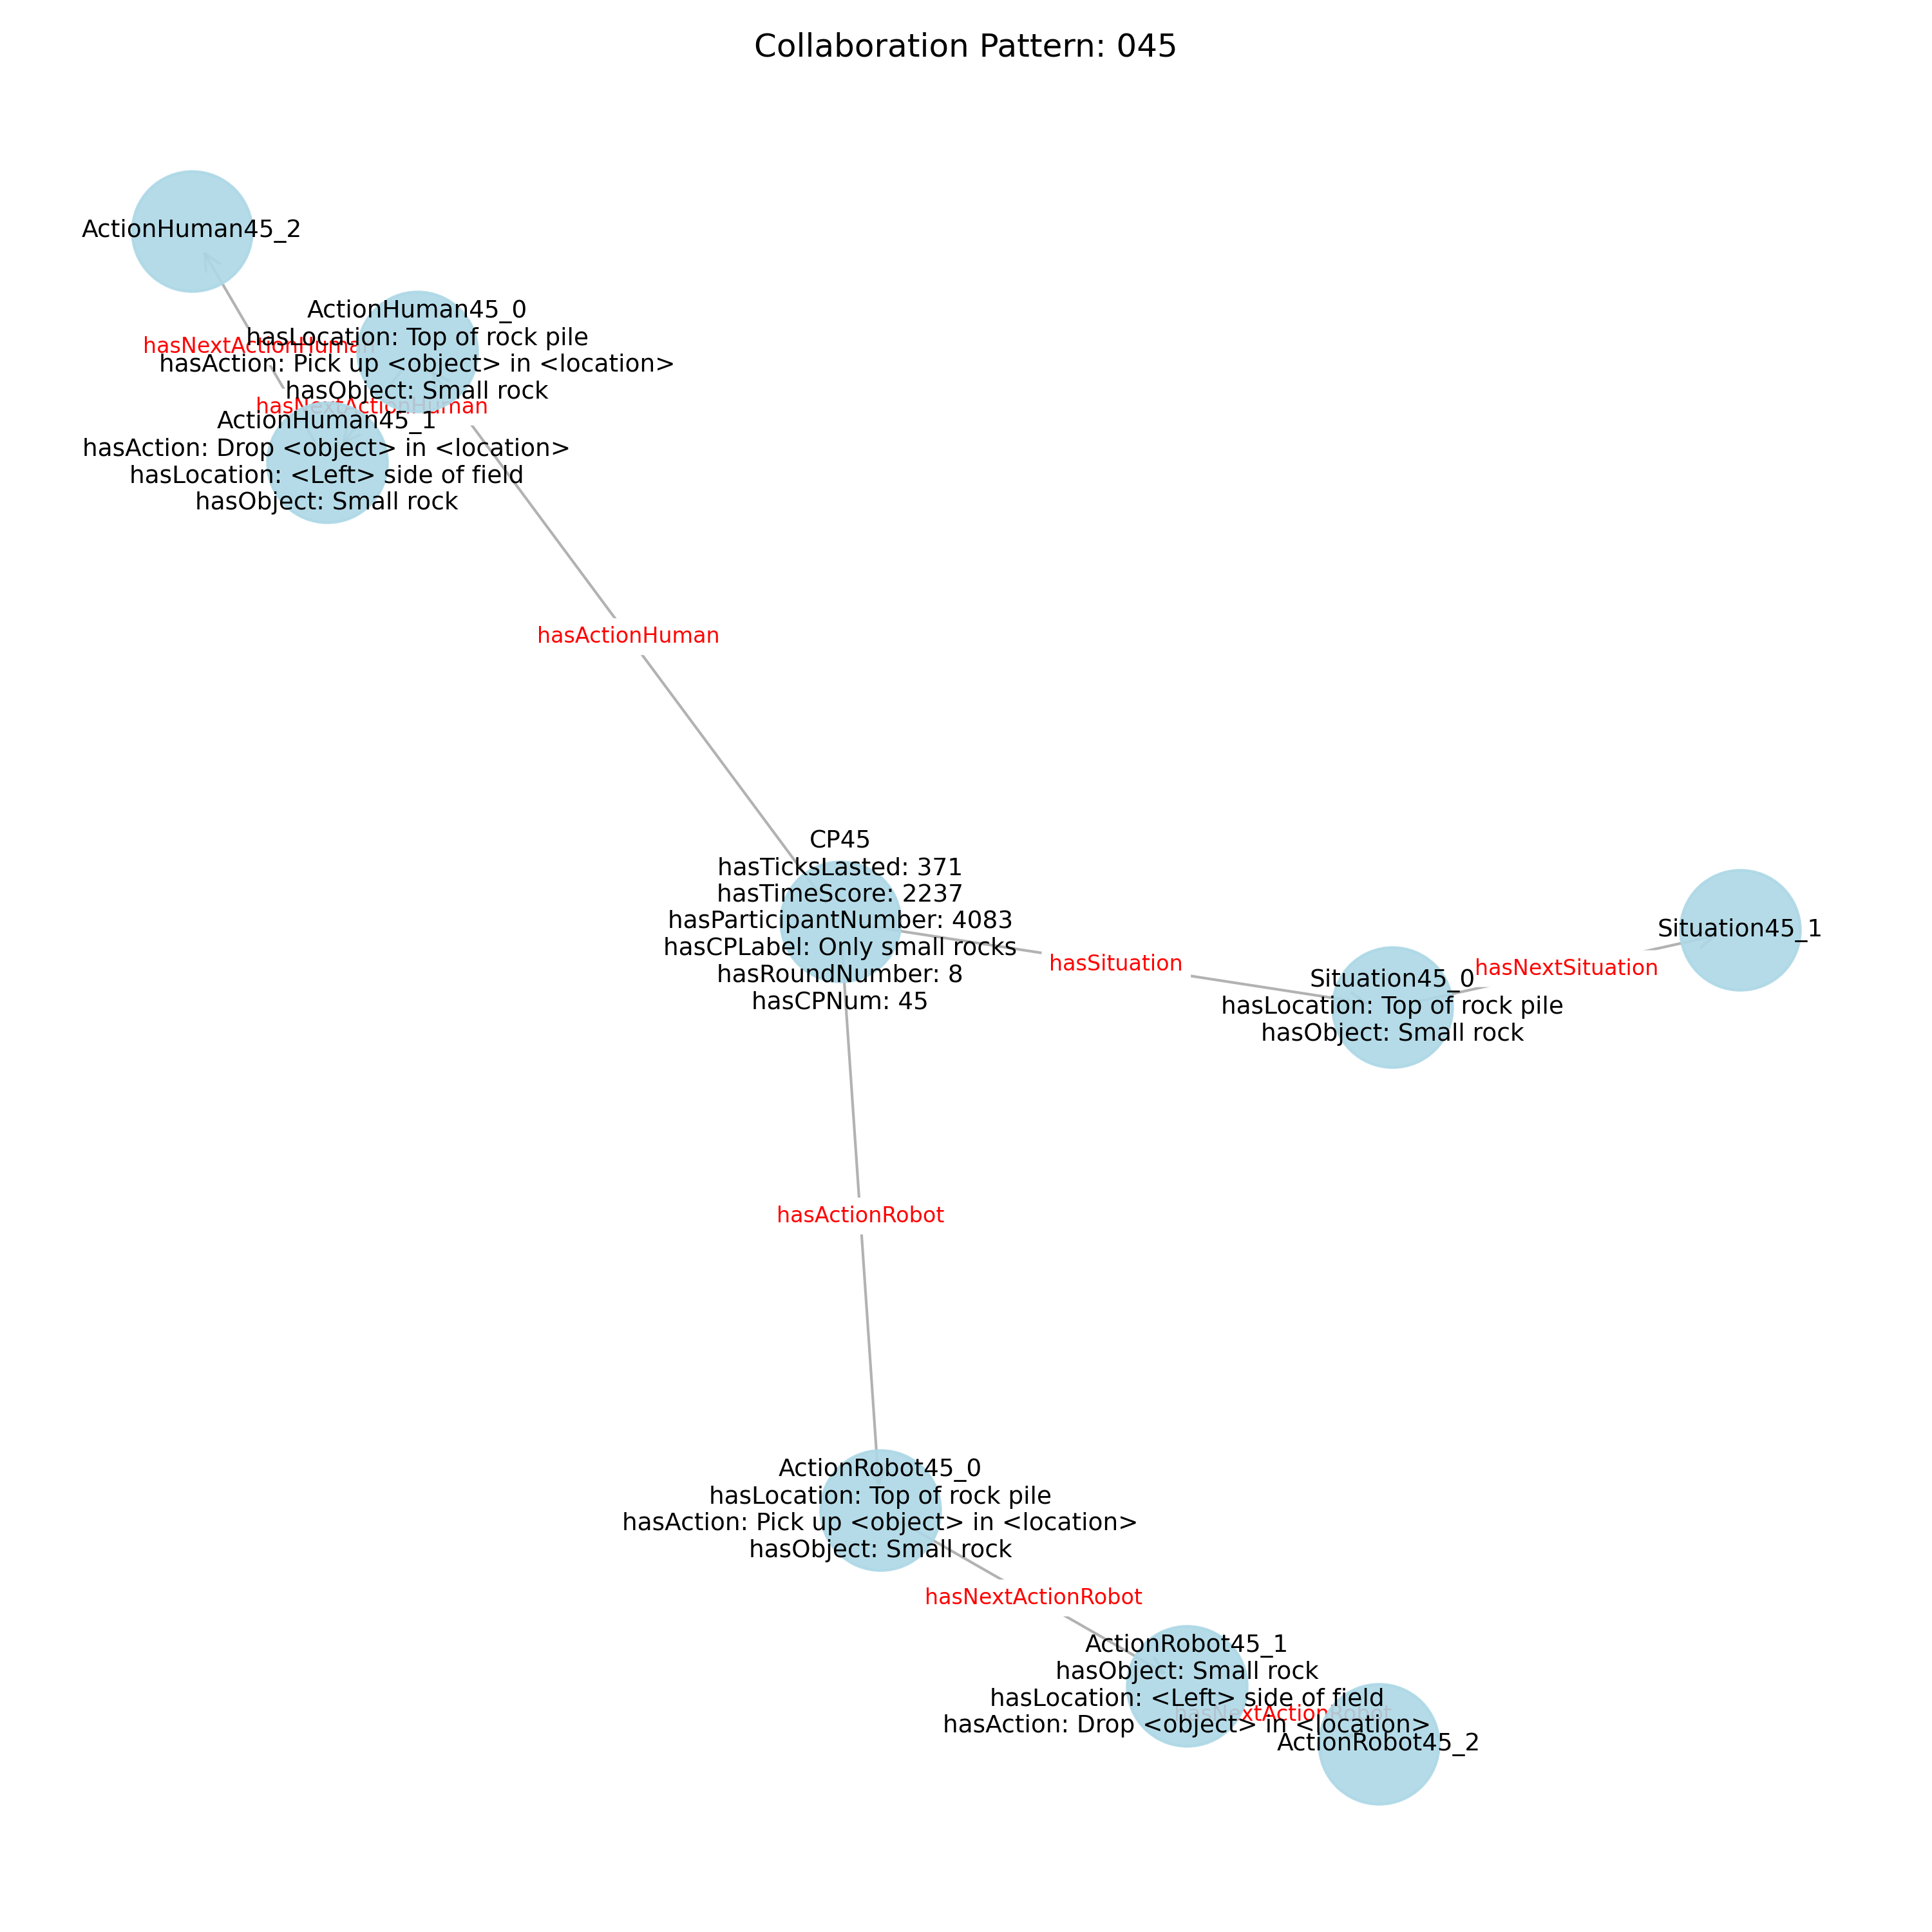 Collaboration Pattern: 045
ActionHuman45_2
hasNextActionHuman
ActionHuman45_0
hasLocation: Top of rock pile
hasAction: Pick up <object> in <location>
hasObject: Small rock
hasNextActionHuman
ActionHuman45_1
hasAction: Drop <object> in <location>
hasLocation: <Left> side of field
hasObject: Small rock
hasActionHuman
CP45
hasTicksLasted: 371
hasTimeScore: 2237
hasParticipantNumber: 4083
hasCPLabel: Only small rocks
hasRoundNumber: 8
hasCPNum: 45
hasSituation
Situation45_0
hasLocation: Top of rock pile
hasObject: Small rock
hasNextSituation
Situation45_1
hasActionRobot
ActionRobot45_0
hasLocation: Top of rock pile
hasAction: Pick up <object> in <location>
hasObject: Small rock
hasNextActionRobot
ActionRobot45_1
hasObject: Small rock
hasLocation: <Left> side of field
hasAction: Drop <object> in <location>
hasNextActionRobot
ActionRobot45_2